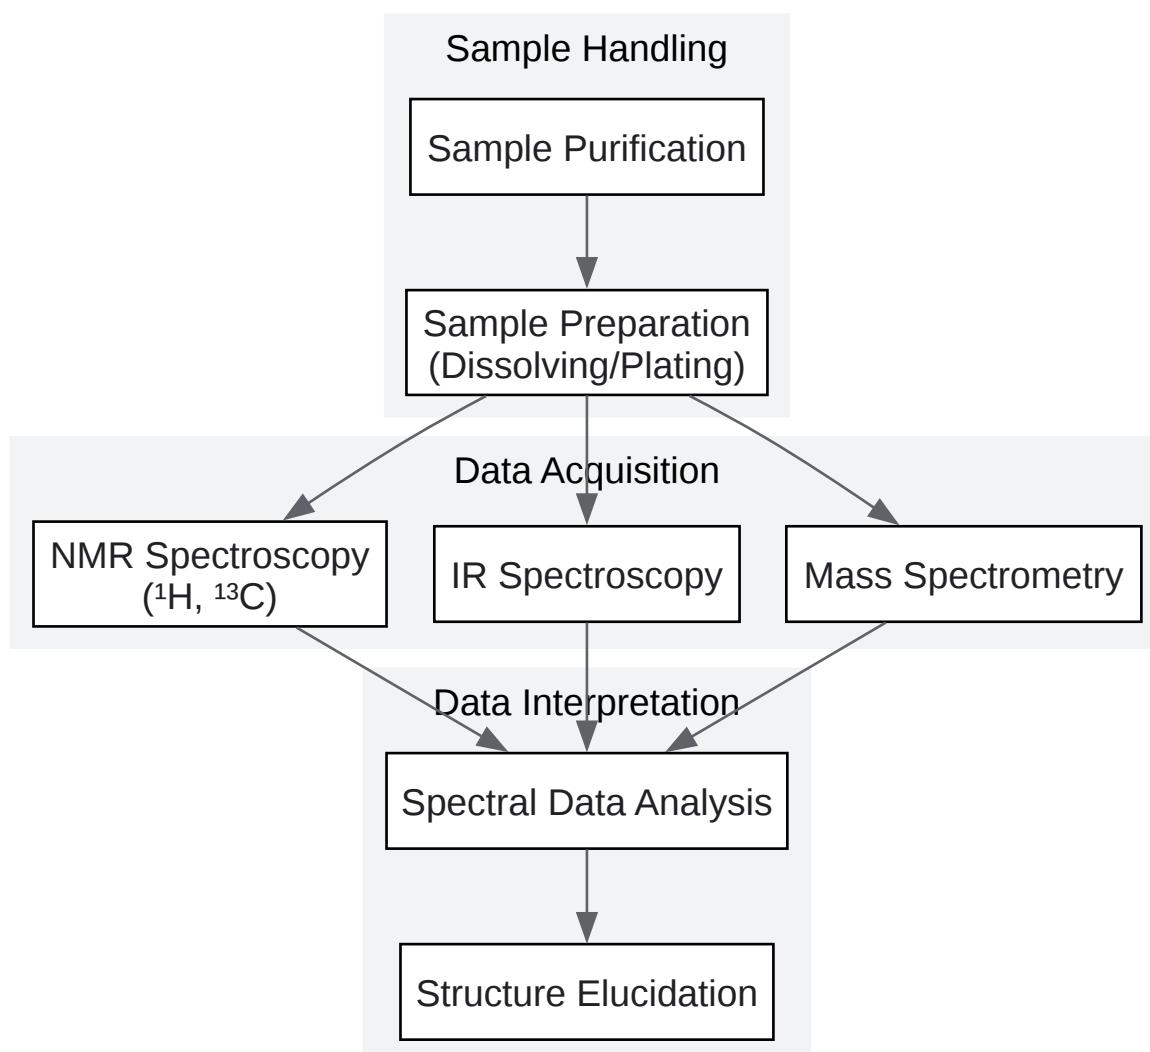 Sample Handling
Sample Purification
Sample Preparation
(Dissolving/Plating)
Data Acquisition
NMR Spectroscopy
(¹H, ¹³C)
IR Spectroscopy
Mass Spectrometry
Data Interpretation
Spectral Data Analysis
Structure Elucidation